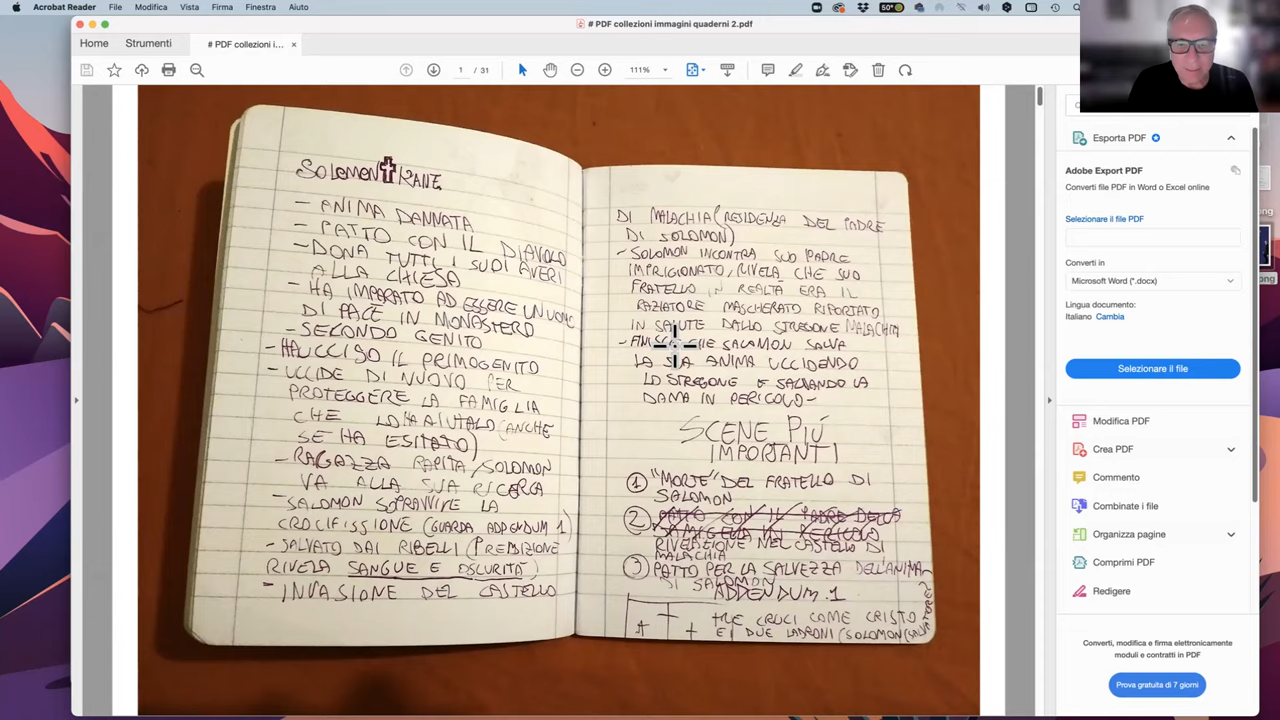 Acrobat Reader File Modifica Vista Firma Finestra Aiuto 50°
# PDF collezioni immagini quaderni 2.pdf
Home Strumenti # PDF collezioni i… ×
1 / 31 111%
SOLOMON KANE
- ANIMA DANNATA
- PATTO CON IL DIAVOLO
- DONA TUTTI I SUOI AVERI
ALLA CHIESA
- HA IMPARATO AD ESSERE UN UOMO
DI PACE IN MONASTERO
- SECONDO GENITO
- HA UCCISO IL PRIMOGENITO
- UCCIDE DI NUOVO PER
PROTEGGERE LA FAMIGLIA
CHE LO HA AIUTATO (ANCHE
SE HA ESITATO)
- RAGAZZA RAPITA, SOLOMON
VA ALLA SUA RICERCA
- SALOMON SOPRAVVIVE LA
CROCIFISSIONE (GUARDA ADDENDUM 1)
- SALVATO DAI RIBELLI (
RIVELA SANGUE E OSCURITÀ)
- INVASIONE DEL CASTELLO
DI MALACHIA (RESIDENZA DEL PADRE
DI SOLOMON)
- SOLOMON INCONTRA SUO PADRE
IMPRIGIONATO, RIVELA CHE SUO
FRATELLO IN REALTÀ ERA IL
MASCHERATO RIPORTATO
IN SALUTE DALLO STREGONE MALACHIA
- CHE SALOMON SALVA
LA SUA ANIMA UCCIDENDO
LO STREGONE E SALVANDO LA
DAMA IN PERICOLO -
SCENE PIÚ
IMPORTANTI
1 "MORTE" DEL FRATELLO DI
SALOMON
2 PATTO CON IL PADRE DELLA
RIVELAZIONE NEL CASTELLO DI
MALACHIA
3 PATTO PER LA SALVEZZA DELL'ANIMA
DI SALOMON
ADDENDUM.1
TRE CROCI COME CRISTO
E I DUE LADRONI (SOLOMON
Esporta PDF
Adobe Export PDF
Converti file PDF in Word o Excel online
Selezionare il file PDF
Converti in
Microsoft Word (*.docx)
Lingua documento:
Italiano Cambia
Selezionare il file
Modifica PDF
Crea PDF
Commento
Combinate i file
Organizza pagine
Comprimi PDF
Redigere
Converti, modifica e firma elettronicamente
moduli e contratti in PDF
Prova gratuita di 7 giorni